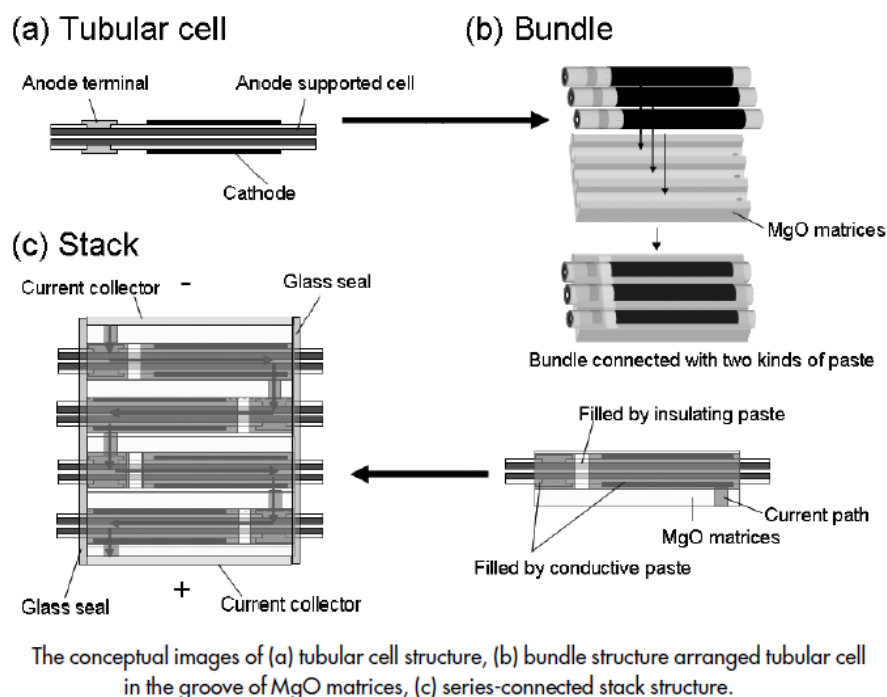 (a) Tubular cell
Anode terminal
Anode supported cell
Cathode
(b) Bundle
MgO matrices
Bundle connected with two kinds of paste
(c) Stack
Current collector
-
Glass seal
Glass seal
+
Current collector
Filled by insulating paste
Current path
MgO matrices
Filled by conductive paste
The conceptual images of (a) tubular cell structure, (b) bundle structure arranged tubular cell
in the groove of MgO matrices, (c) series-connected stack structure.